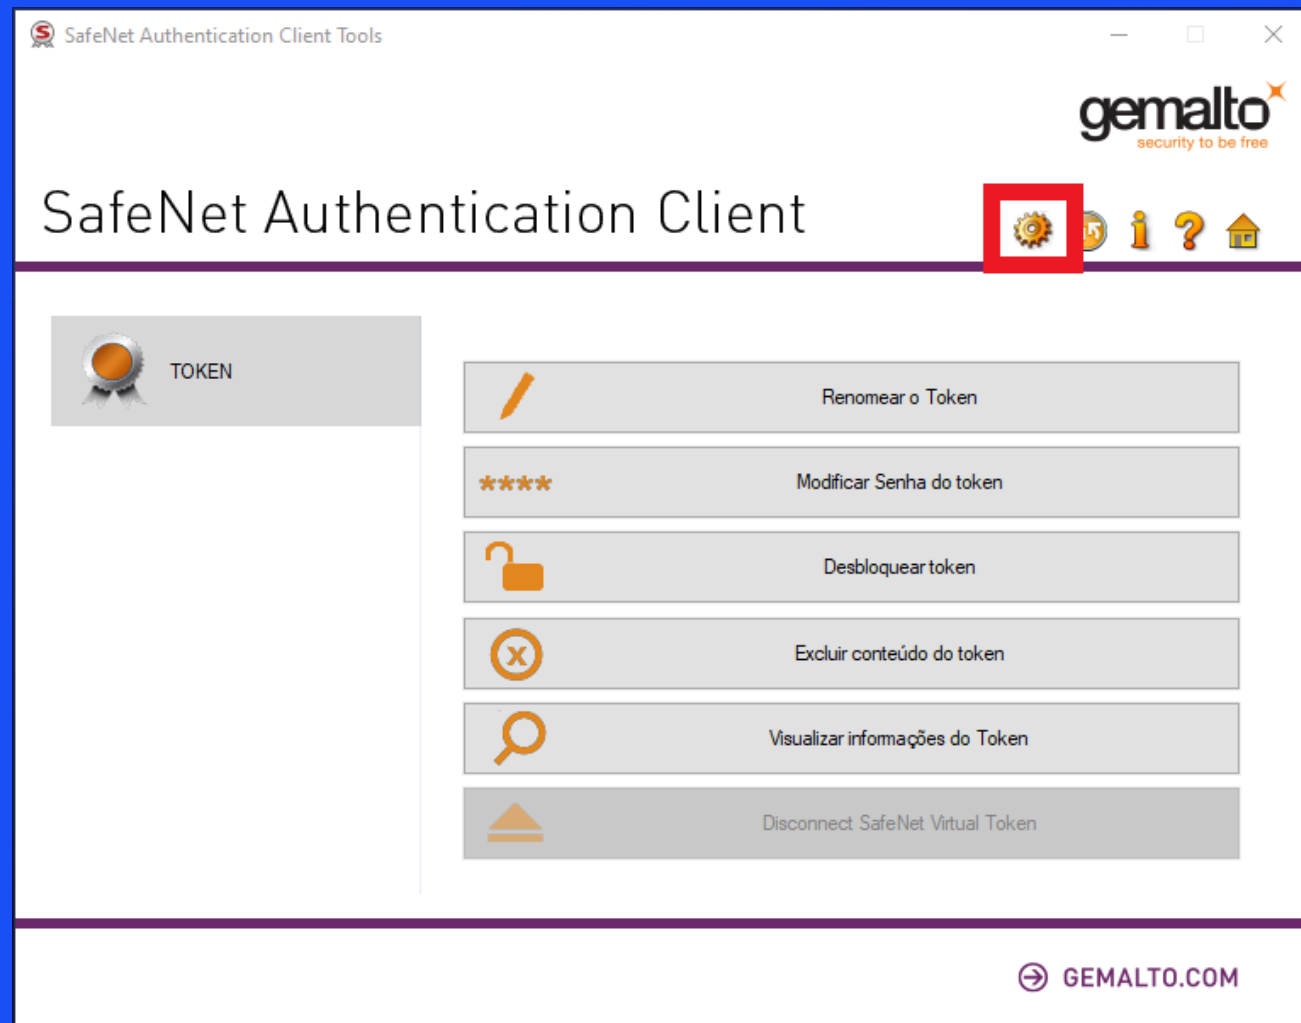 SafeNet Authentication Client Tools
gemalto
security to be free
SafeNet Authentication Client
TOKEN
Renomear o Token
**** Modificar Senha do token
Desbloquear token
Excluir conteúdo do token
Visualizar informações do Token
Disconnect SafeNet Virtual Token
GEMALTO.COM